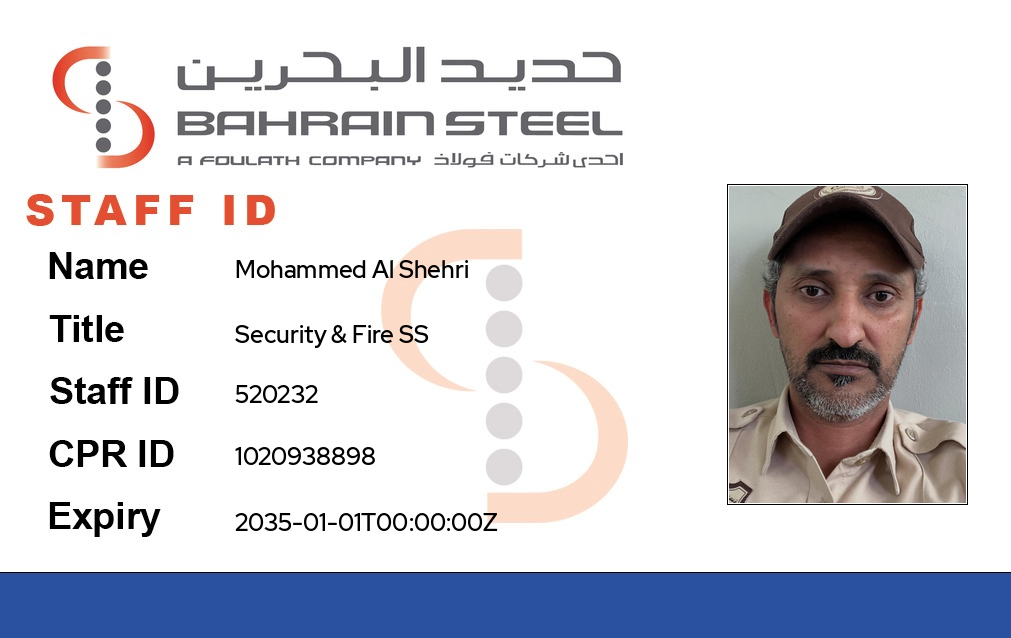 حديد البحرين
BAHRAIN STEEL
A FOULATH COMPANY احدى شركات فولاذ
STAFF ID
Name Mohammed Al Shehri
Title Security & Fire SS
Staff ID 520232
CPR ID 1020938898
Expiry 2035-01-01T00:00:00Z